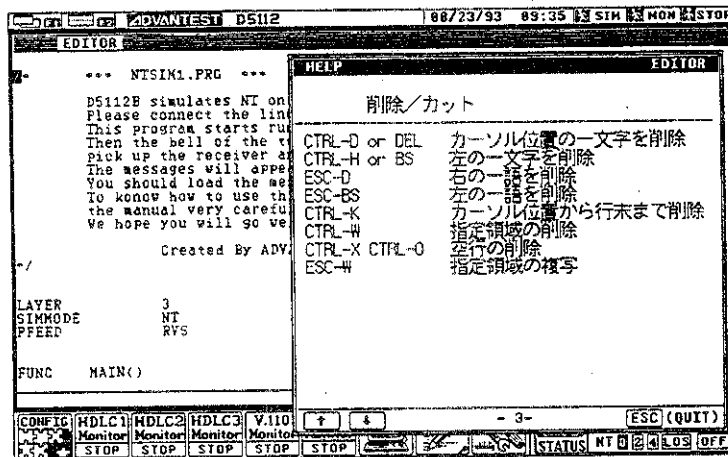 F1 F2 ADVANTEST D5112 08/23/93 09:35 SIM MON STOP
EDITOR
/* *** NTSIM1.PRG ***
D5112B simulates NT on
Please connect the lin
This program starts ru
Then the bell of the t
pick up the receiver a
The messages will appe
You should load the me
To konow how to use th
the manual very carefu
We hope you will go we
Created By ADVA
*/
LAYER 3
SIMMODE NT
PFEED RVS
FUNC MAIN()
HELP EDITOR
削除／カット
CTRL-D or DEL カーソル位置の一文字を削除
CTRL-H or BS 左の一文字を削除
ESC-D 右の一語を削除
ESC-BS 左の一語を削除
CTRL-K カーソル位置から行末まで削除
CTRL-W 指定領域の削除
CTRL-X CTRL-O 空行の削除
ESC-W 指定領域の複写
↑ ↓ - 3- ESC (QUIT)
CONFIG HDLC1 HDLC2 HDLC3 V.110
Monitor Monitor Monitor Monito
STOP STOP STOP STOP STOP STATUS NT 0 2 4 LOS OFF